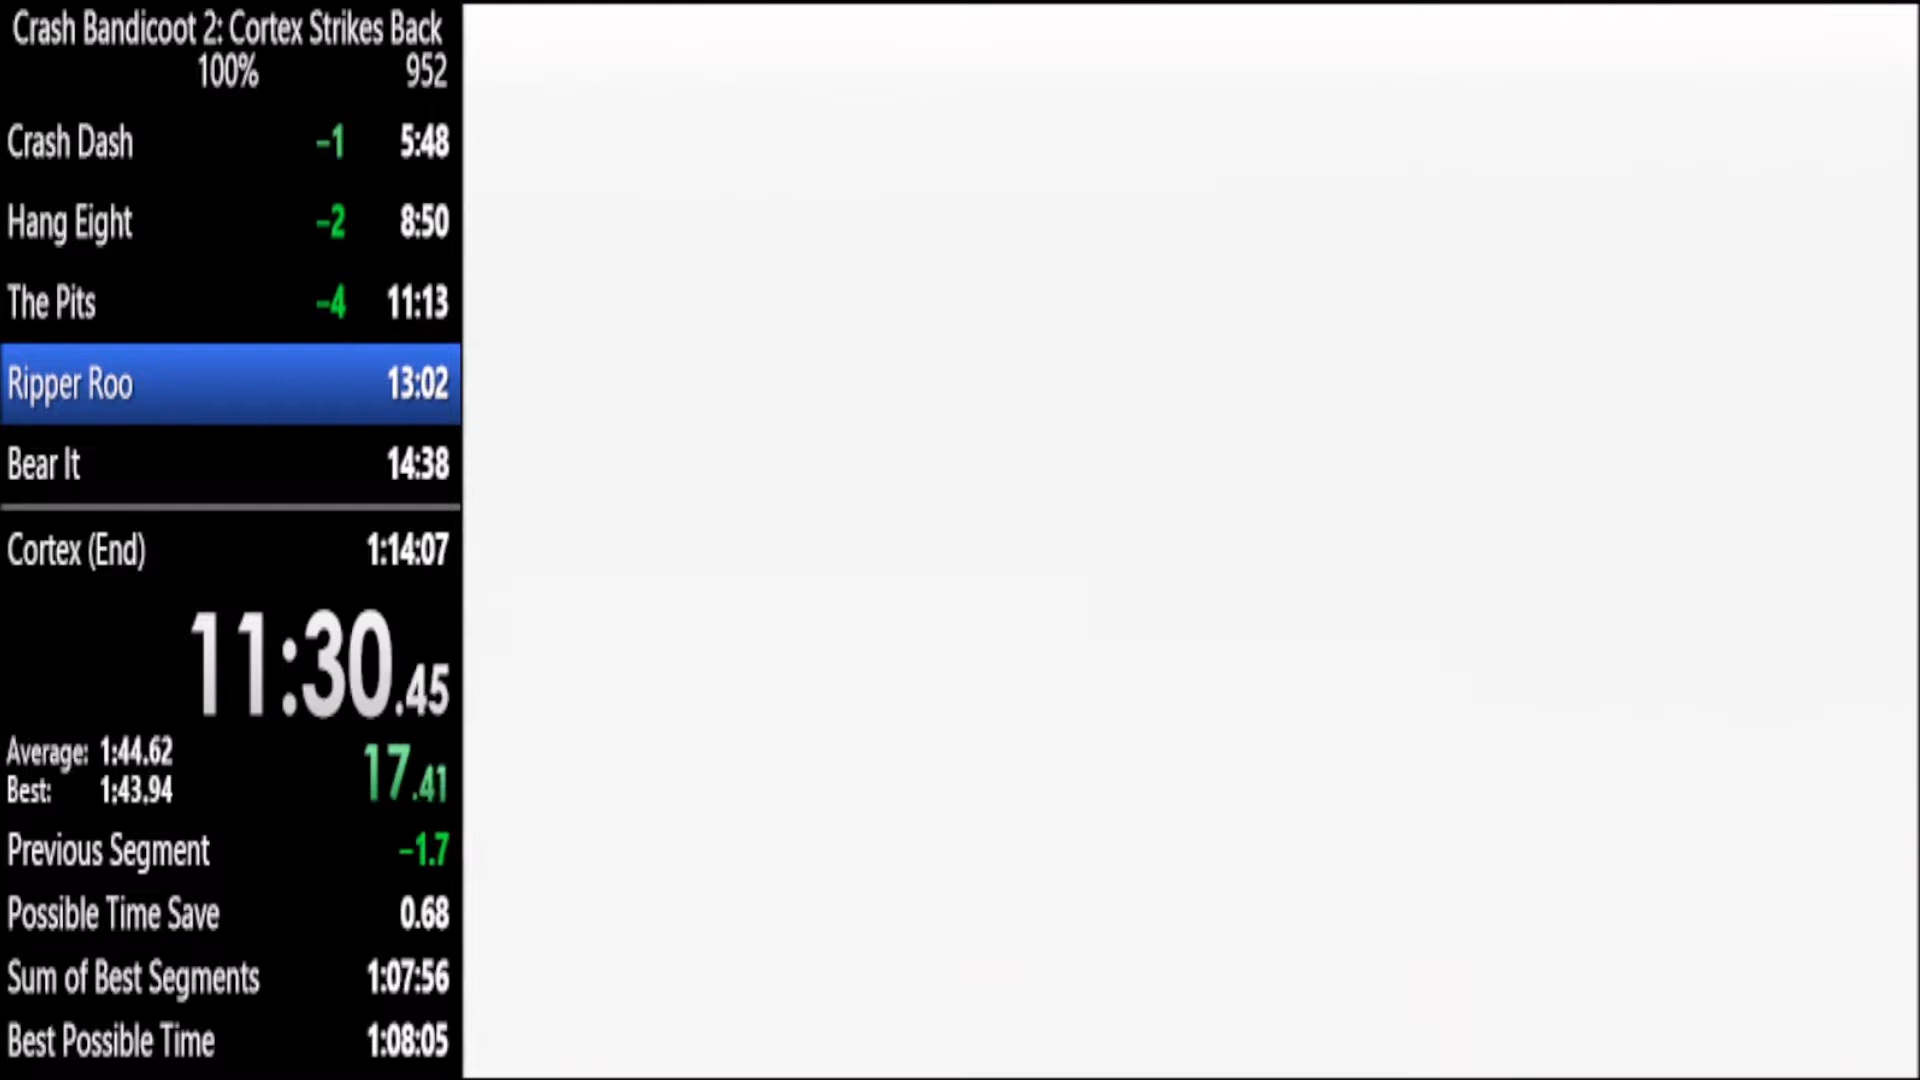 Crash Bandicoot 2: Cortex Strikes Back
100% 952
Crash Dash -1 5:48
Hang Eight -2 8:50
The Pits -4 11:13
Ripper Roo 13:02
Bear It 14:38
Cortex (End) 1:14:07
11:30.45
Average: 1:44.62 17.41
Best: 1:43.94
Previous Segment -1.7
Possible Time Save 0.68
Sum of Best Segments 1:07:56
Best Possible Time 1:08:05